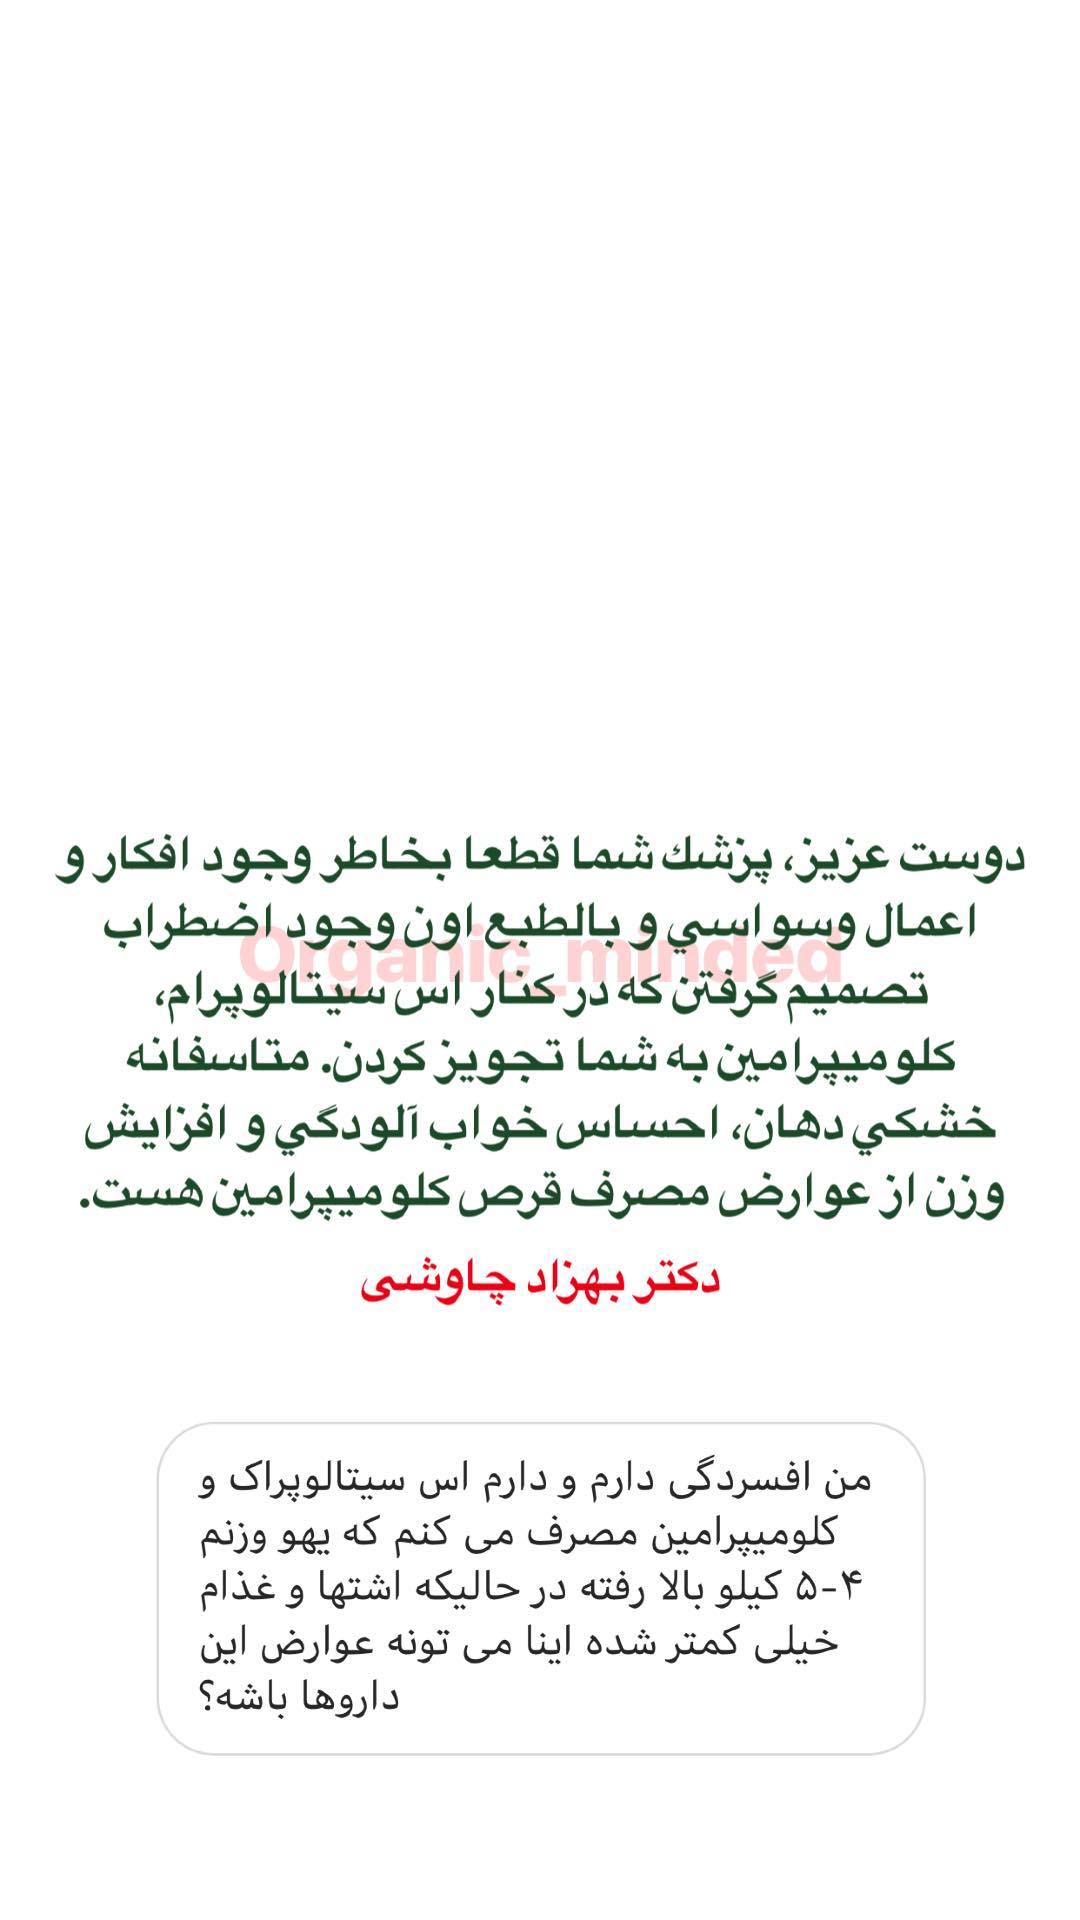 دوست عزيز، پزشك شما قطعا بخاطر وجود افكار و
اعمال وسواسي و بالطبع اون وجود اضطراب
Organic_minded
تصميم گرفتن كه در كنار اس سيتالوپرام،
كلوميپرامين به شما تجويز كردن. متاسفانه
خشكي دهان، احساس خواب آلودگي و افزايش
وزن از عوارض مصرف قرص كلوميپرامين هست.
دکتر بهزاد چاوشی
من افسردگی دارم و دارم اس سیتالوپراک و
کلومیپرامین مصرف می کنم که یهو وزنم
۴-۵ کیلو بالا رفته در حالیکه اشتها و غذام
خیلی کمتر شده اینا می تونه عوارض این
داروها باشه؟